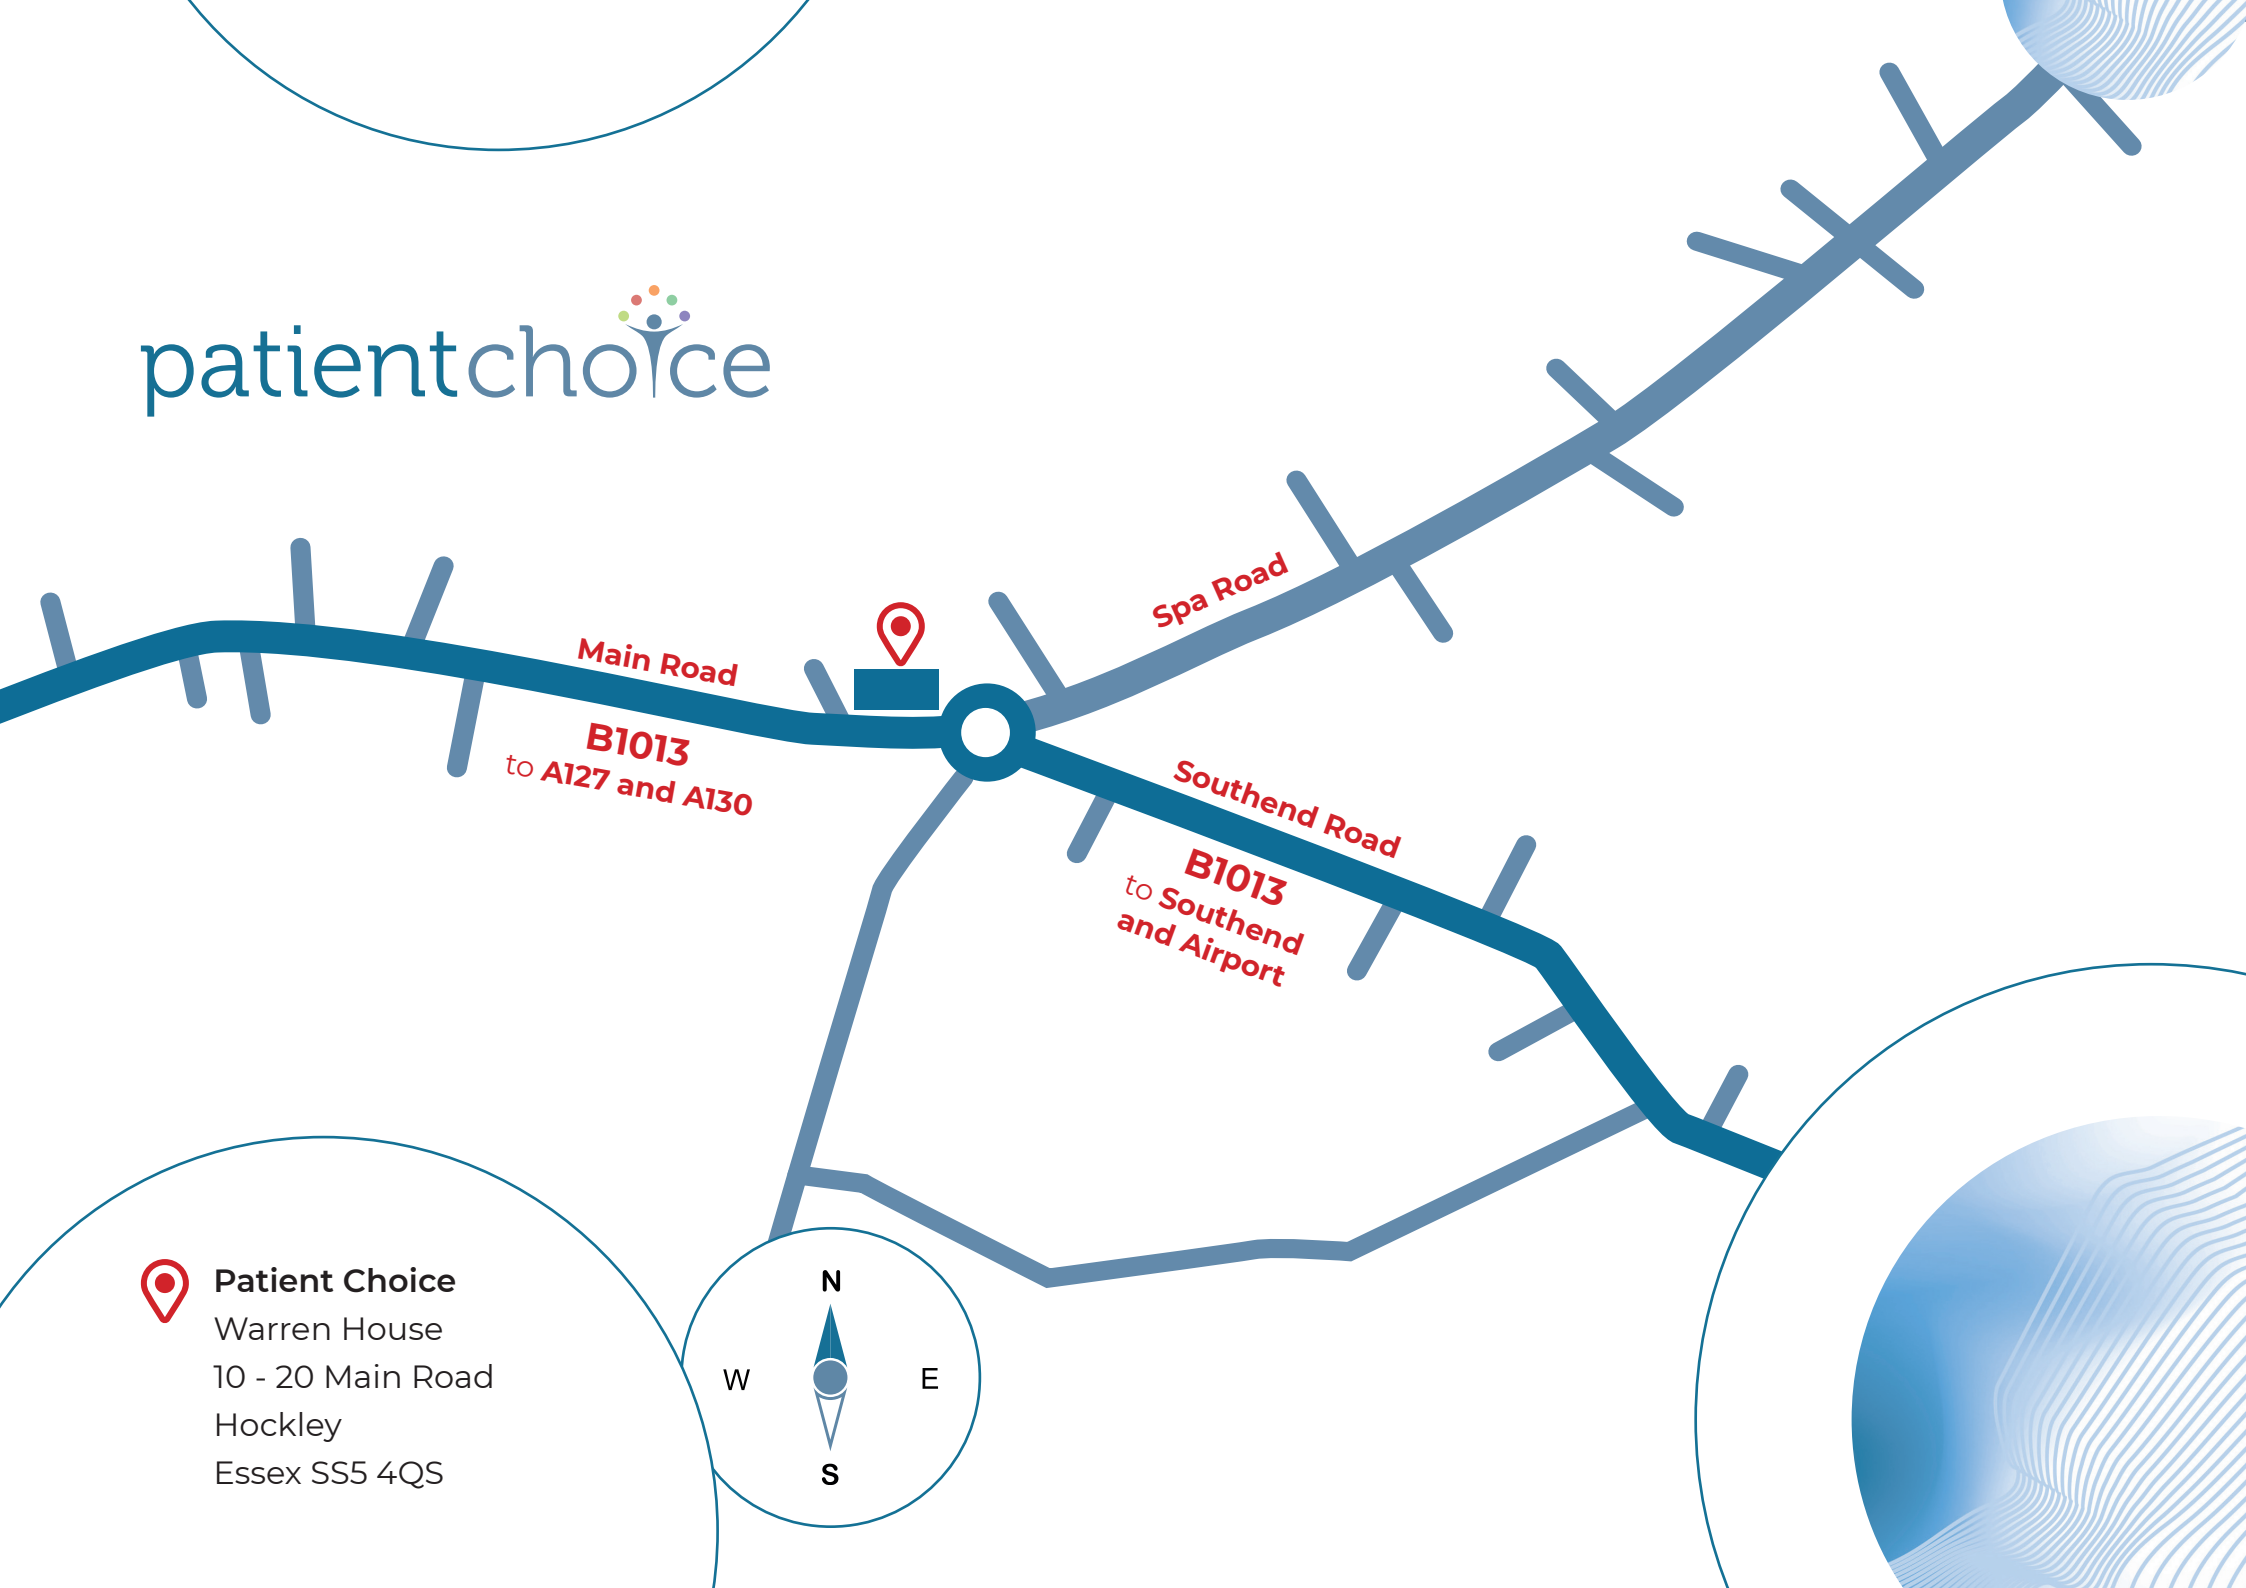 patientchoice
Spa Road
Main Road
B1013
to A127 and A130
Southend Road
B1013
to Southend
and Airport
Patient Choice
Warren House
10 - 20 Main Road
Hockley
Essex SS5 4QS
N
W
E
S